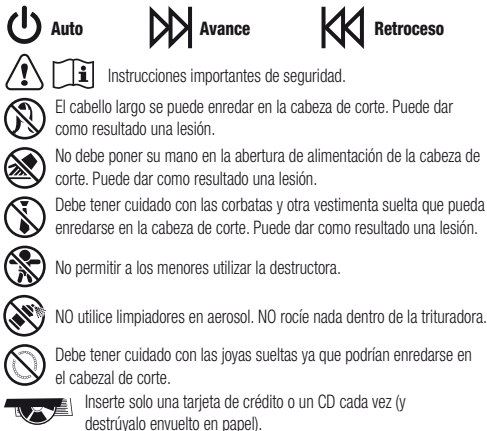 Auto Avance Retroceso
Instrucciones importantes de seguridad.
El cabello largo se puede enredar en la cabeza de corte. Puede dar
como resultado una lesión.
No debe poner su mano en la abertura de alimentación de la cabeza de
corte. Puede dar como resultado una lesión.
Debe tener cuidado con las corbatas y otra vestimenta suelta que pueda
enredarse en la cabeza de corte. Puede dar como resultado una lesión.
No permitir a los menores utilizar la destructora.
NO utilice limpiadores en aerosol. NO rocíe nada dentro de la trituradora.
Debe tener cuidado con las joyas sueltas ya que podrían enredarse en
el cabezal de corte.
Inserte solo una tarjeta de crédito o un CD cada vez (y
destrúyalo envuelto en papel).